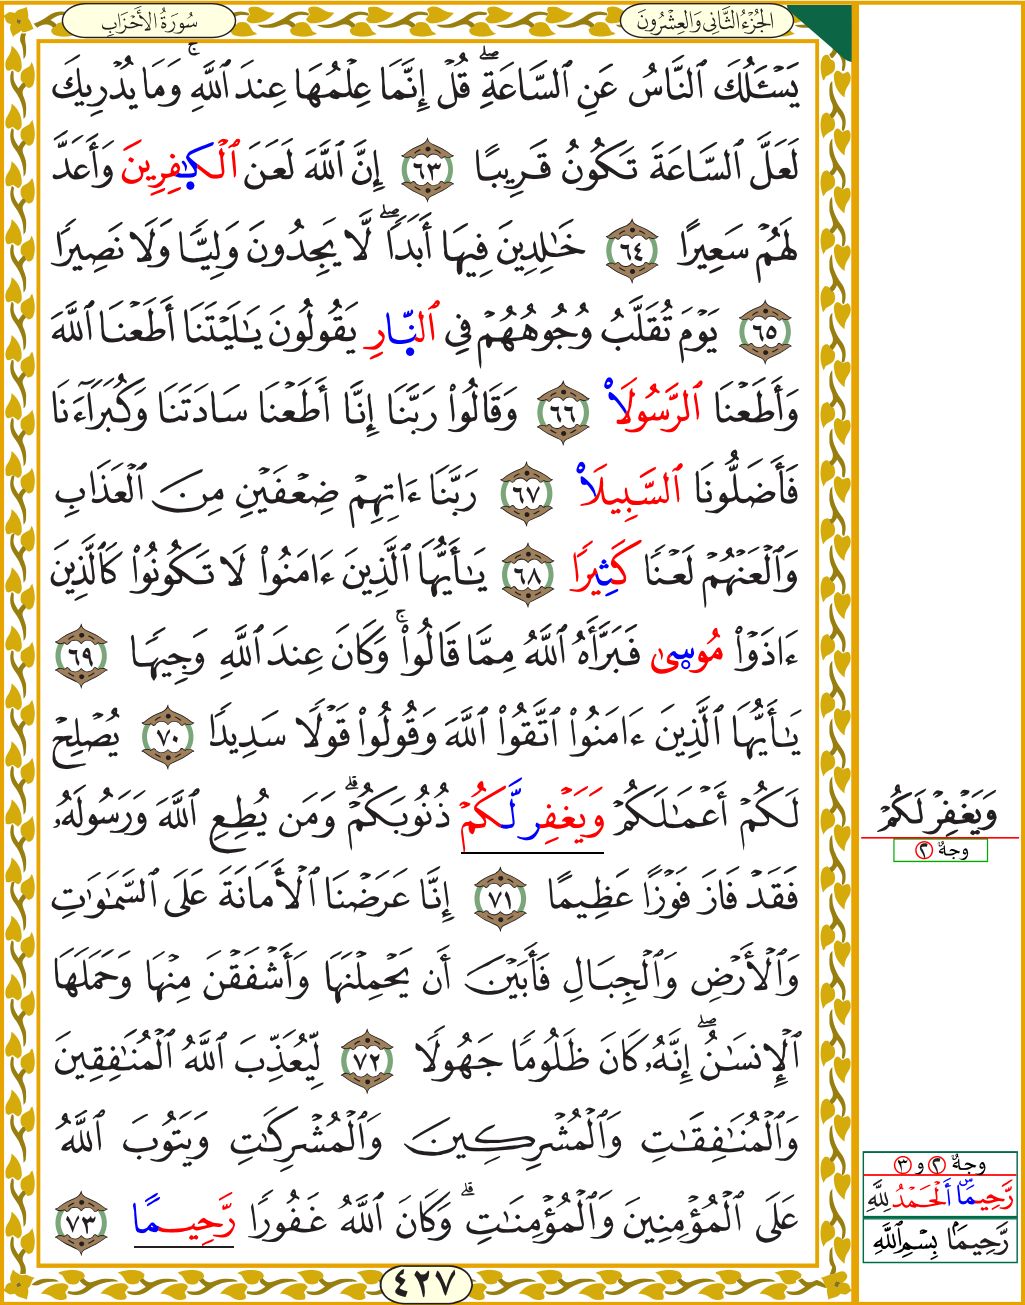 سُورَةُ الأَحْزَابِ
الجُزْءُ الثَّانِي وَالعِشْرُونَ
يَسْـَٔلُكَ ٱلنَّاسُ عَنِ ٱلسَّاعَةِۖ قُلْ إِنَّمَا عِلْمُهَا عِندَ ٱللَّهِۚ وَمَا يُدْرِيكَ
لَعَلَّ ٱلسَّاعَةَ تَكُونُ قَرِيبًا ٦٣ إِنَّ ٱللَّهَ لَعَنَ ٱلْكَٰفِرِينَ وَأَعَدَّ
لَهُمْ سَعِيرًا ٦٤ خَٰلِدِينَ فِيهَآ أَبَدًاۖ لَّا يَجِدُونَ وَلِيًّا وَلَا نَصِيرًا
٦٥ يَوْمَ تُقَلَّبُ وُجُوهُهُمْ فِي ٱلنَّارِ يَقُولُونَ يَٰلَيْتَنَآ أَطَعْنَا ٱللَّهَ
وَأَطَعْنَا ٱلرَّسُولَا۠ ٦٦ وَقَالُوا۟ رَبَّنَآ إِنَّآ أَطَعْنَا سَادَتَنَا وَكُبَرَآءَنَا
فَأَضَلُّونَا ٱلسَّبِيلَا۠ ٦٧ رَبَّنَآ ءَاتِهِمْ ضِعْفَيْنِ مِنَ ٱلْعَذَابِ
وَٱلْعَنْهُمْ لَعْنًا كَثِيرًا ٦٨ يَٰٓأَيُّهَا ٱلَّذِينَ ءَامَنُوا۟ لَا تَكُونُوا۟ كَٱلَّذِينَ
ءَاذَوْا۟ مُوسَىٰ فَبَرَّأَهُ ٱللَّهُ مِمَّا قَالُوا۟ۚ وَكَانَ عِندَ ٱللَّهِ وَجِيهًا ٦٩
يَٰٓأَيُّهَا ٱلَّذِينَ ءَامَنُوا۟ ٱتَّقُوا۟ ٱللَّهَ وَقُولُوا۟ قَوْلًا سَدِيدًا ٧٠ يُصْلِحْ
لَكُمْ أَعْمَٰلَكُمْ وَيَغْفِر لَّكُمْ ذُنُوبَكُمْۗ وَمَن يُطِعِ ٱللَّهَ وَرَسُولَهُۥ
وَيَغْفِرْ لَكُمْ
وجهٌ ٢
فَقَدْ فَازَ فَوْزًا عَظِيمًا ٧١ إِنَّا عَرَضْنَا ٱلْأَمَانَةَ عَلَى ٱلسَّمَٰوَٰتِ
وَٱلْأَرْضِ وَٱلْجِبَالِ فَأَبَيْنَ أَن يَحْمِلْنَهَا وَأَشْفَقْنَ مِنْهَا وَحَمَلَهَا
ٱلْإِنسَٰنُۖ إِنَّهُۥ كَانَ ظَلُومًا جَهُولًا ٧٢ لِّيُعَذِّبَ ٱللَّهُ ٱلْمُنَٰفِقِينَ
وَٱلْمُنَٰفِقَٰتِ وَٱلْمُشْرِكِينَ وَٱلْمُشْرِكَٰتِ وَيَتُوبَ ٱللَّهُ
عَلَى ٱلْمُؤْمِنِينَ وَٱلْمُؤْمِنَٰتِۗ وَكَانَ ٱللَّهُ غَفُورًا رَّحِيمًا ٧٣
وجهٌ ٢ و ٣
رَّحِيمًا ٱلْحَمْدُ لِلَّهِ
رَّحِيمًا بِسْمِ ٱللَّهِ
٤٢٧